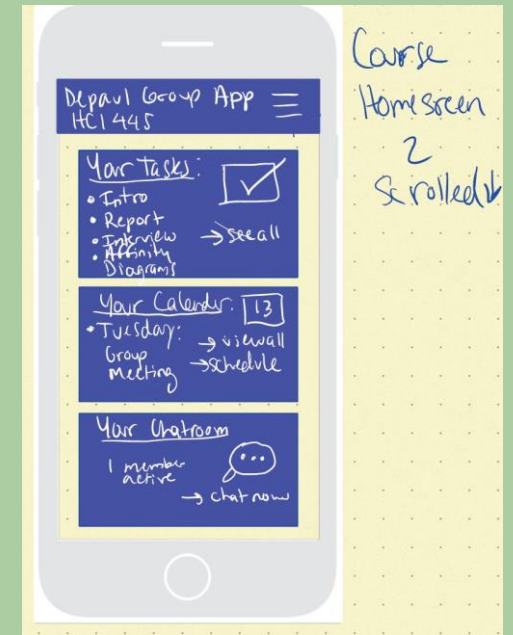 Depaul Group App
HCI 445
Your Tasks:
• Intro
• Report
• Interview
• Affinity
Diagrams
→ see all
Your Calender:
13
• Tuesday:
Group
Meeting
→ view all
→ schedule
Your Chatroom
1 member
active
→ chat now
Course
Homescreen
2
Scrolled ↓